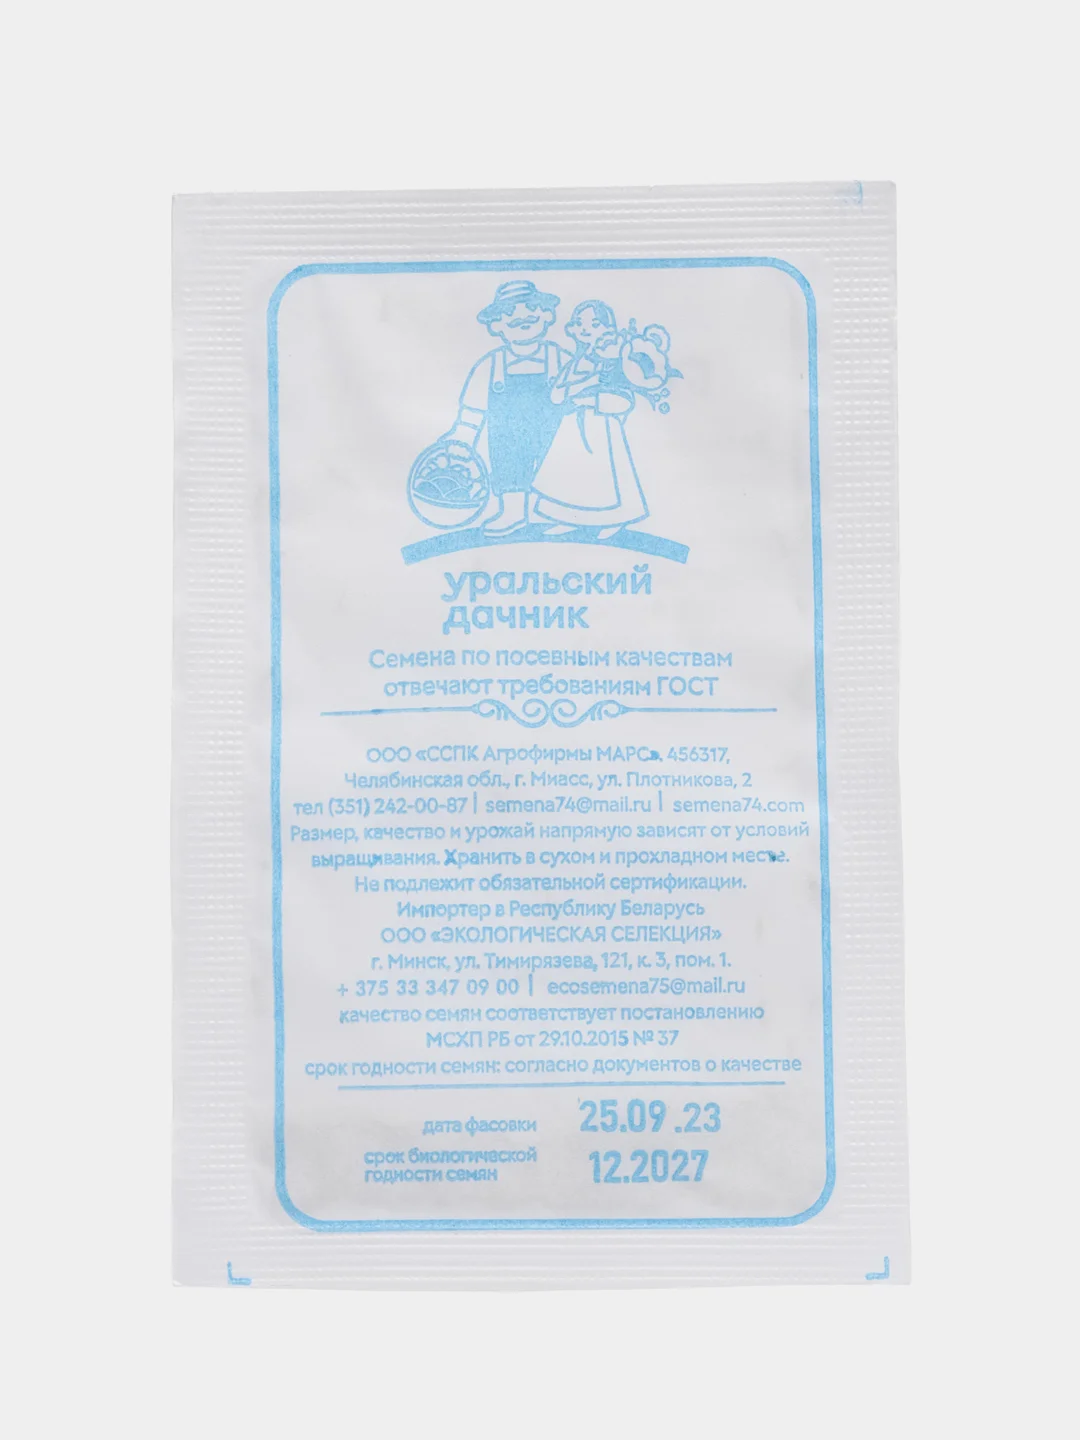 уральский
дачник
Семена по посевным качествам
отвечают требованиям ГОСТ
ООО «ССПК Агрофирмы МАРС», 456317,
Челябинская обл., г. Миасс, ул. Плотникова, 2
тел (351) 242-00-87 | semena74@mail.ru | semena74.com
Размер, качество и урожай напрямую зависят от условий
выращивания. Хранить в сухом и прохладном месте.
Не подлежит обязательной сертификации.
Импортер в Республику Беларусь
ООО «ЭКОЛОГИЧЕСКАЯ СЕЛЕКЦИЯ»
г. Минск, ул. Тимирязева, 121, к. 3, пом. 1.
+ 375 33 347 09 00 | ecosemena75@mail.ru
качество семян соответствует постановлению
МСХП РБ от 29.10.2015 № 37
срок годности семян: согласно документов о качестве
дата фасовки 25.09 .23
срок биологической
годности семян 12.2027